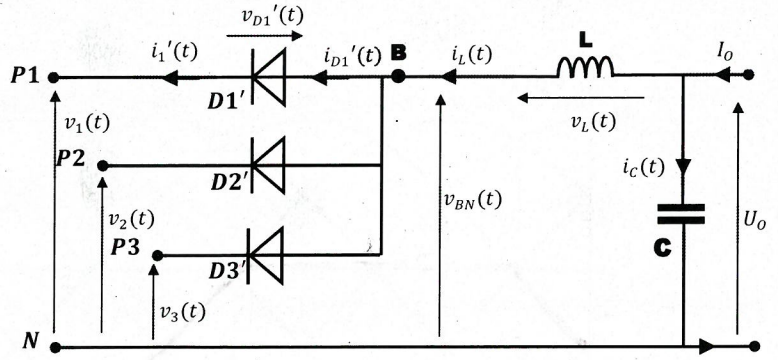 v_{D1}'(t)
P1 i_1'(t) D1' i_{D1}'(t) B i_L(t) L I_O
v_1(t) v_L(t)
P2 D2' i_C(t)
v_2(t) v_{BN}(t) U_O
P3 D3' C
v_3(t)
N